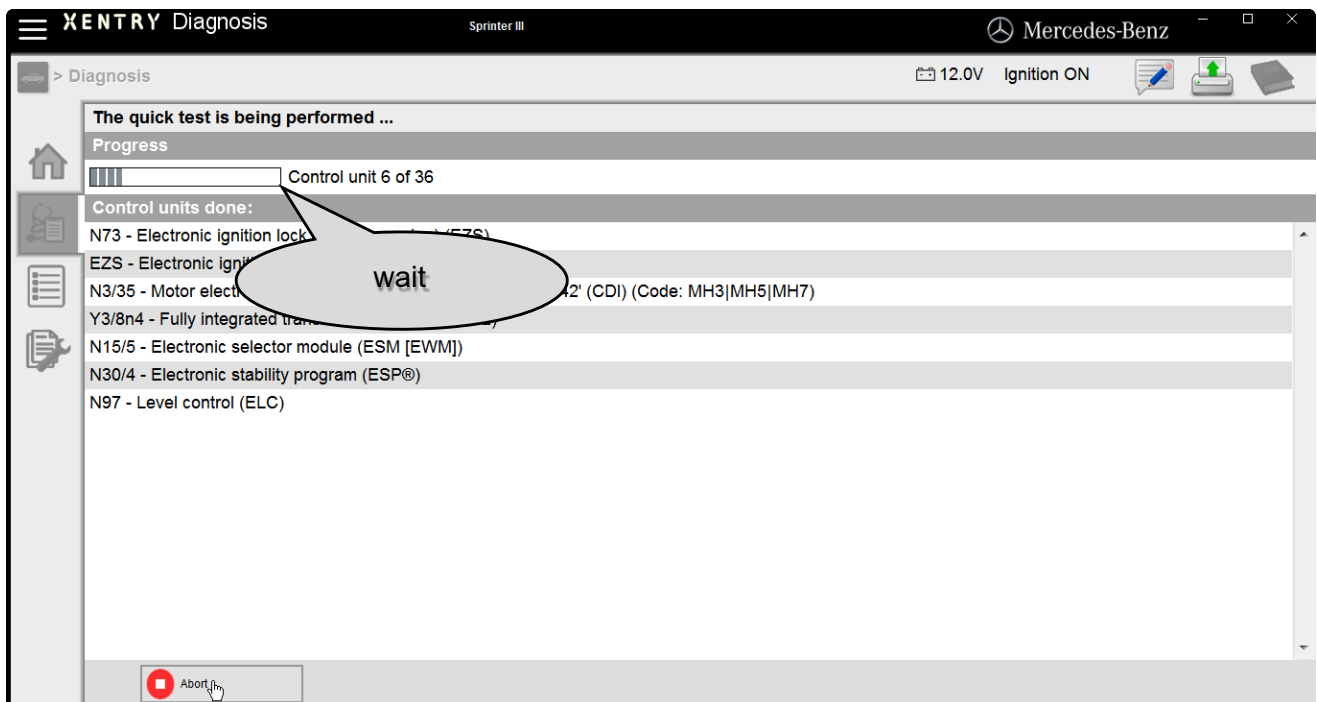 XENTRY Diagnosis
Sprinter III
Mercedes-Benz
> Diagnosis
12.0V
Ignition ON
The quick test is being performed ...
Progress
Control unit 6 of 36
Control units done:
N73 - Electronic ignition lock (EZS)
EZS - Electronic
wait
N3/35 - Motor 42' (CDI) (Code: MH3|MH5|MH7)
Y3/8n4 - Fully integrated
N15/5 - Electronic selector module (ESM [EWM])
N30/4 - Electronic stability program (ESP®)
N97 - Level control (ELC)
Abort